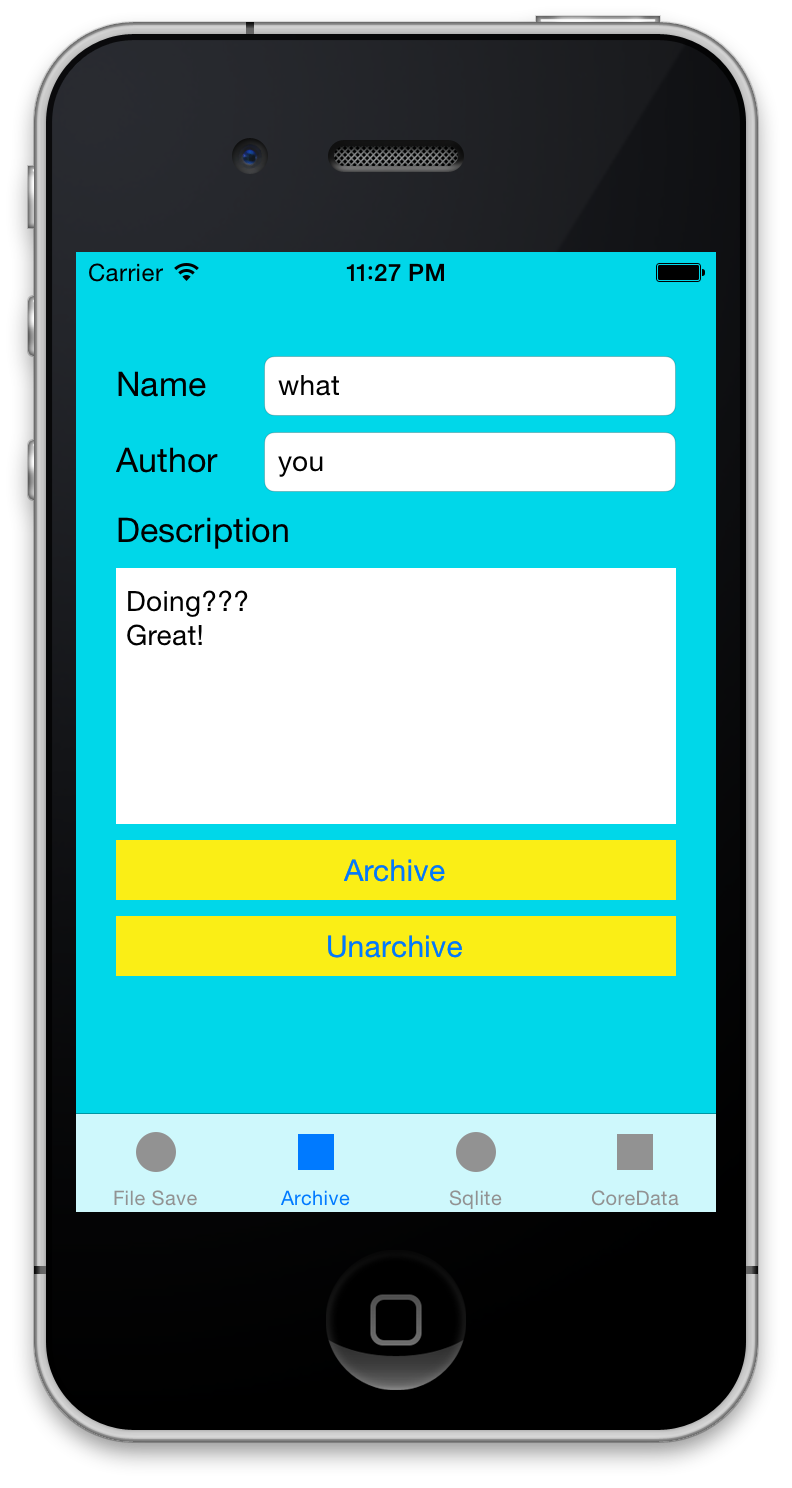 Carrier 11:27 PM
Name what
Author you
Description
Doing???
Great!
Archive
Unarchive
File Save Archive Sqlite CoreData